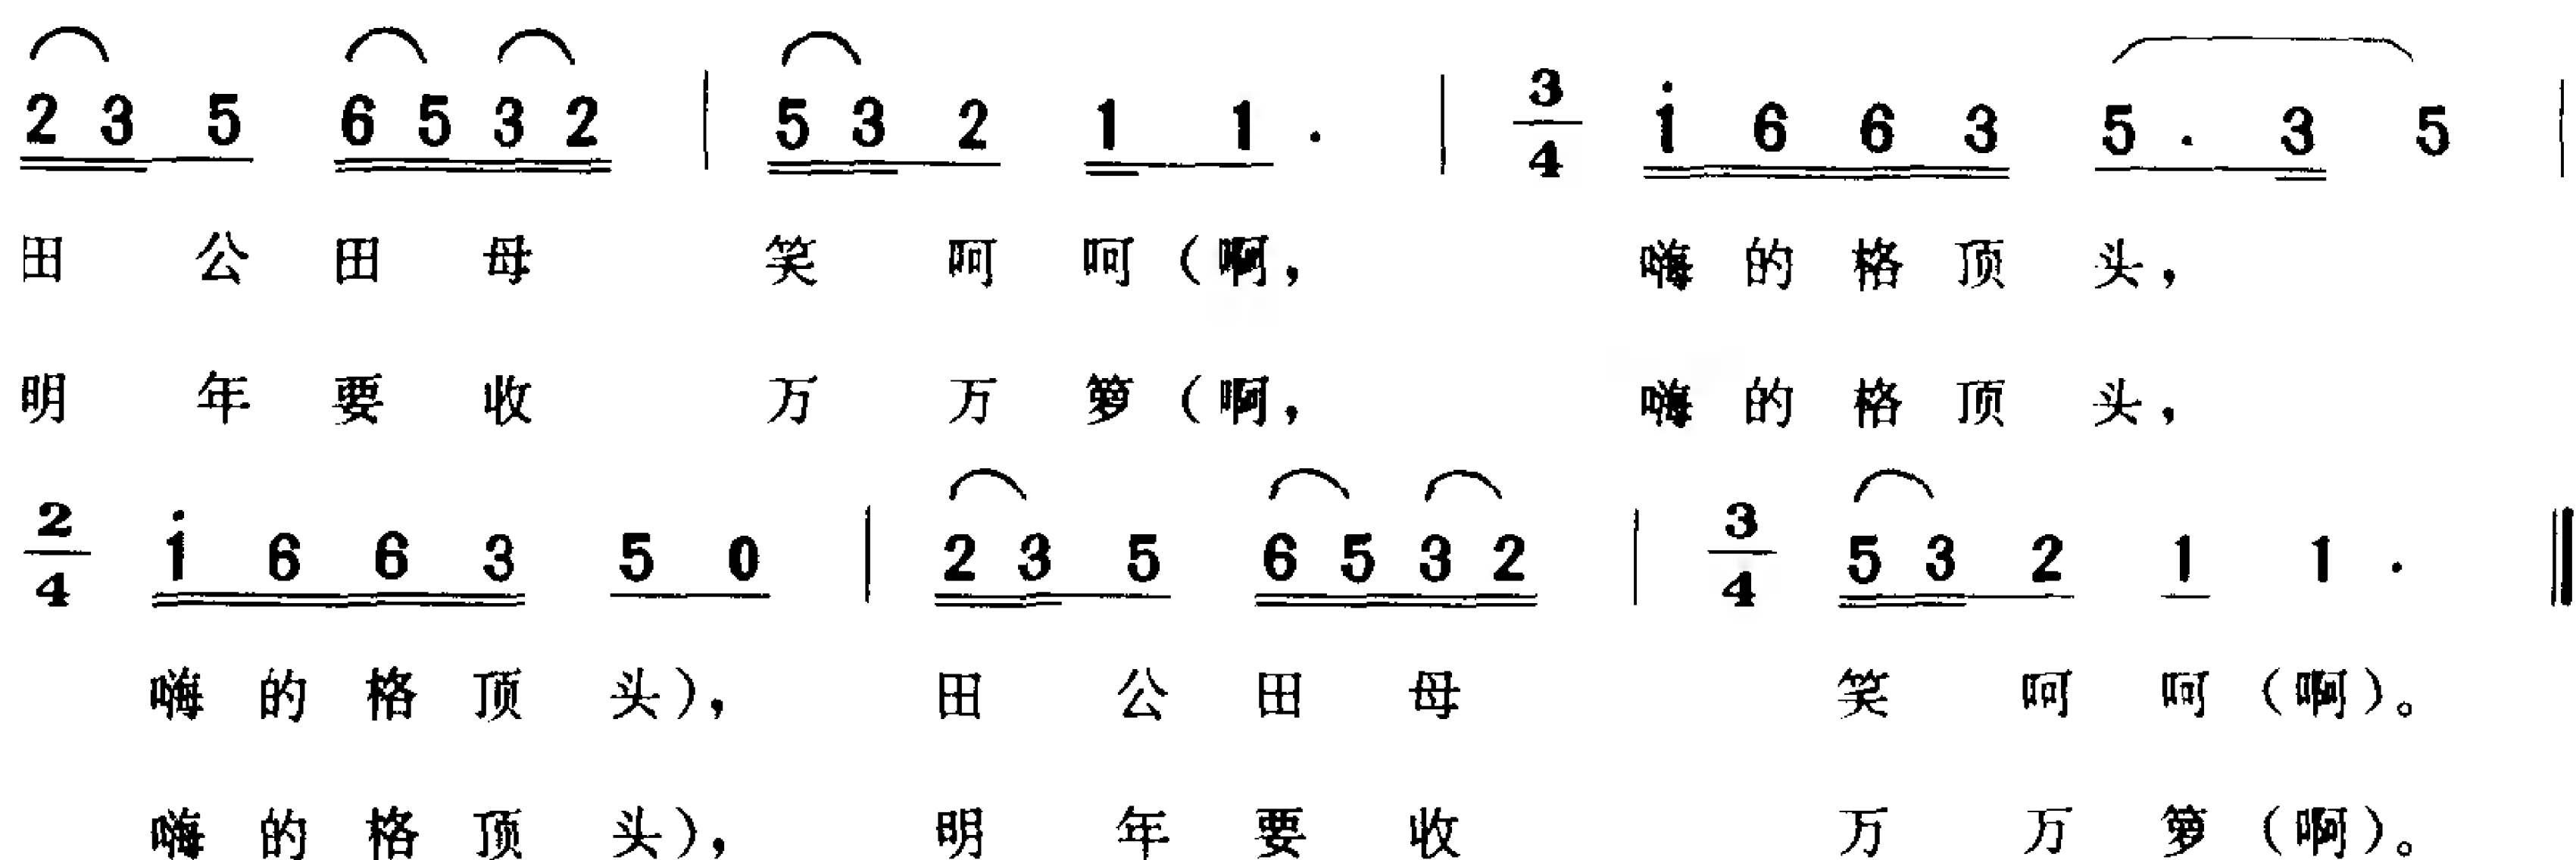 2 3 5 6 5 3 2 | 5 3 2 1 1 · | 3/4 i 6 6 3 5 · 3 5 |
田 公 田 母 笑 呵 呵（啊， 嗨 的 格 顶 头，
明 年 要 收 万 万 箩（啊， 嗨 的 格 顶 头，
2/4 i 6 6 3 5 0 | 2 3 5 6 5 3 2 | 3/4 5 3 2 1 1 · ‖
嗨 的 格 顶 头）， 田 公 田 母 笑 呵 呵（啊）。
嗨 的 格 顶 头）， 明 年 要 收 万 万 箩（啊）。